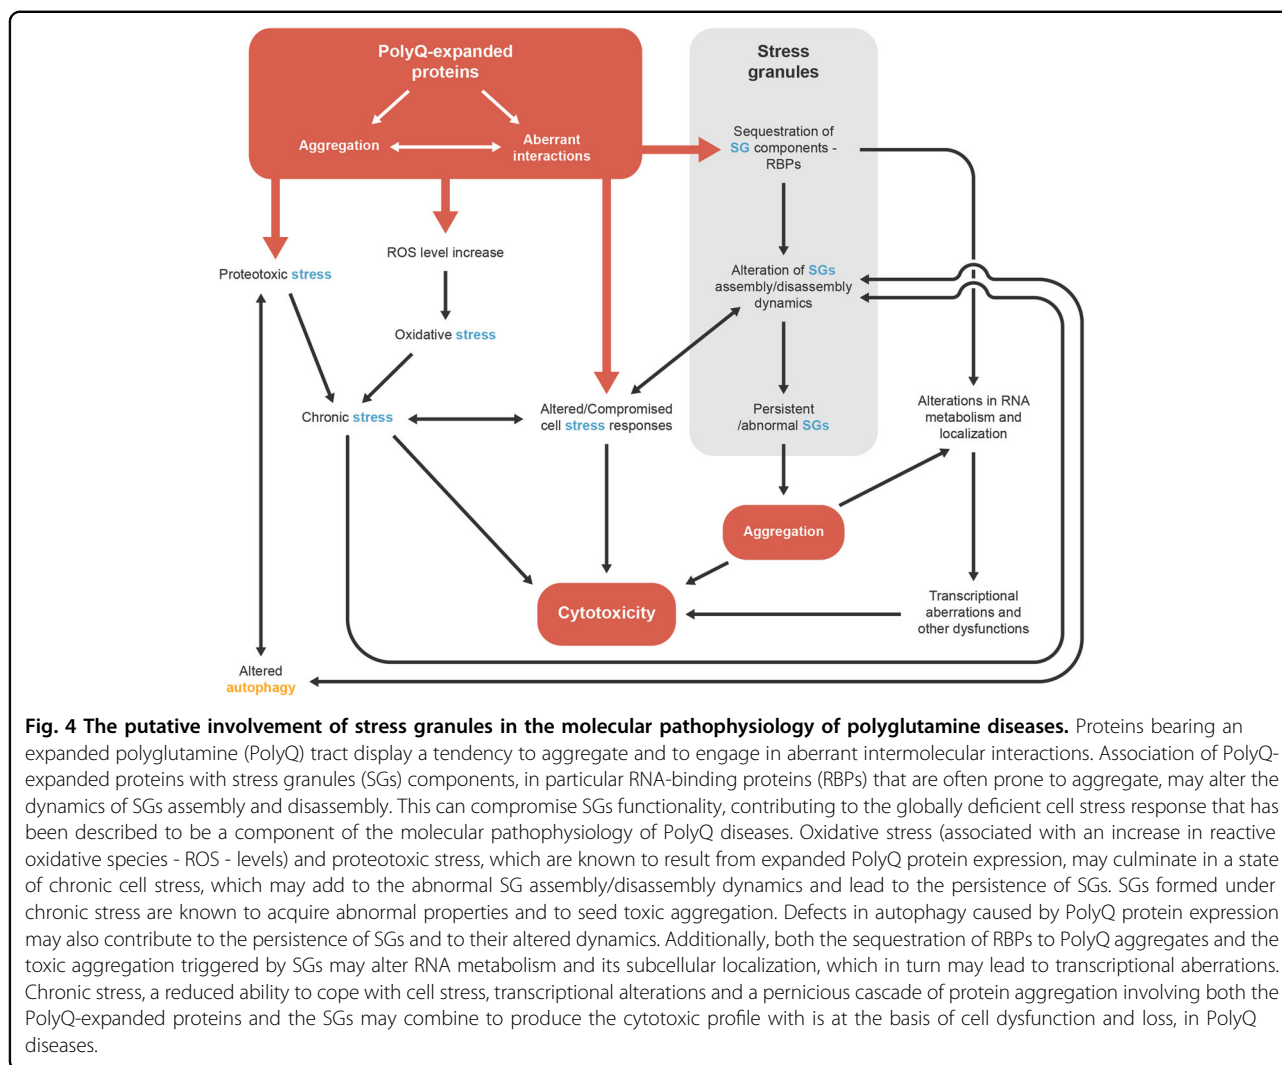 PolyQ-expanded
proteins
Aggregation
Aberrant
interactions
Stress
granules
Sequestration of
SG components -
RBPs
ROS level increase
Proteotoxic stress
Alteration of SGs
assembly/disassembly
dynamics
Oxidative stress
Chronic stress
Altered/Compromised
cell stress responses
Persistent
/abnormal SGs
Alterations in RNA
metabolism and
localization
Aggregation
Cytotoxicity
Transcriptional
aberrations and
other dysfunctions
Altered
autophagy
Fig. 4 The putative involvement of stress granules in the molecular pathophysiology of polyglutamine diseases. Proteins bearing an
expanded polyglutamine (PolyQ) tract display a tendency to aggregate and to engage in aberrant intermolecular interactions. Association of PolyQ-
expanded proteins with stress granules (SGs) components, in particular RNA-binding proteins (RBPs) that are often prone to aggregate, may alter the
dynamics of SGs assembly and disassembly. This can compromise SGs functionality, contributing to the globally deficient cell stress response that has
been described to be a component of the molecular pathophysiology of PolyQ diseases. Oxidative stress (associated with an increase in reactive
oxidative species - ROS - levels) and proteotoxic stress, which are known to result from expanded PolyQ protein expression, may culminate in a state
of chronic cell stress, which may add to the abnormal SG assembly/disassembly dynamics and lead to the persistence of SGs. SGs formed under
chronic stress are known to acquire abnormal properties and to seed toxic aggregation. Defects in autophagy caused by PolyQ protein expression
may also contribute to the persistence of SGs and to their altered dynamics. Additionally, both the sequestration of RBPs to PolyQ aggregates and the
toxic aggregation triggered by SGs may alter RNA metabolism and its subcellular localization, which in turn may lead to transcriptional aberrations.
Chronic stress, a reduced ability to cope with cell stress, transcriptional alterations and a pernicious cascade of protein aggregation involving both the
PolyQ-expanded proteins and the SGs may combine to produce the cytotoxic profile with is at the basis of cell dysfunction and loss, in PolyQ
diseases.